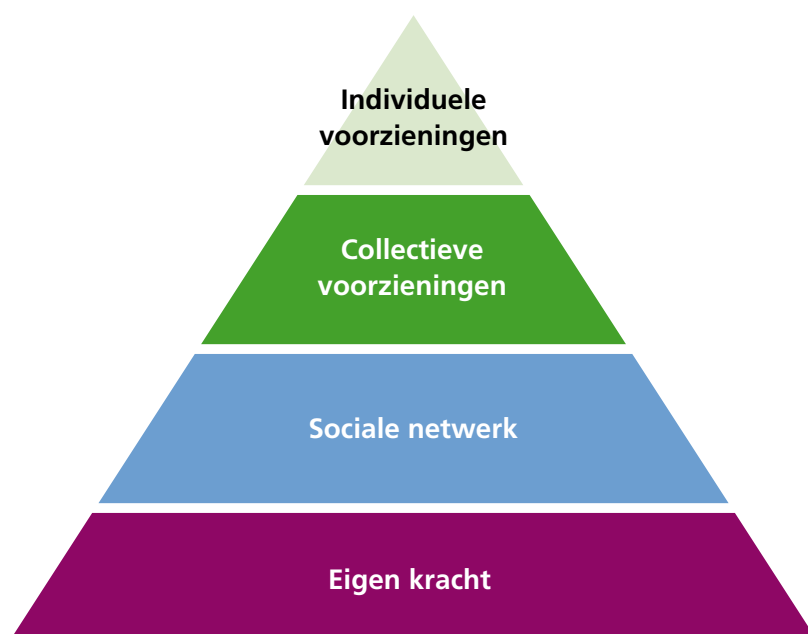 Individuele
voorzieningen
Collectieve
voorzieningen
Sociale netwerk
Eigen kracht